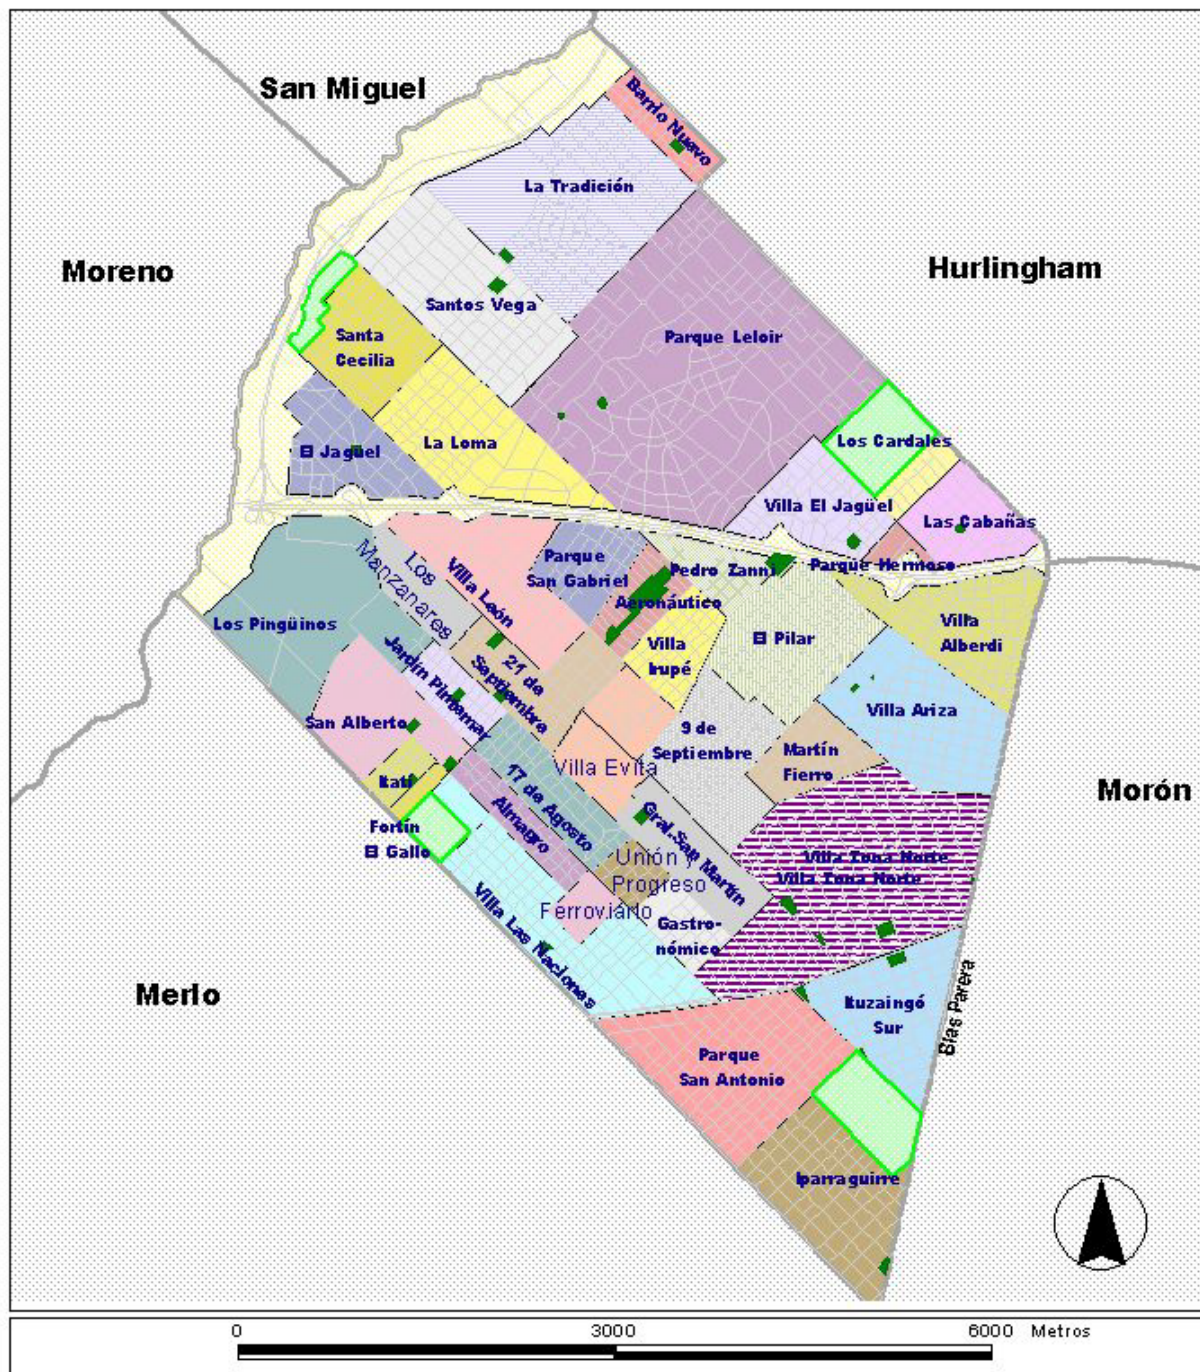 San Miguel
Barrio Nuevo
La Tradición
Moreno
Hurlingham
Santos Vega
Santa
Cecilia
Parque Leloir
La Loma
El Jagüel
Los Cardales
Villa El Jagüel
Las Cabañas
Parque Hermoso
Los
Manzanares
Villa León
Parque
San Gabriel
Pedro Zanni
Aeronáutico
Los Pingüinos
El Pilar
Villa
Alberdi
Villa
Irupé
Jardín Pinamar
21 de
Septiembre
San Alberto
Villa Ariza
9 de
Septiembre
Martín
Fierro
Villa Evita
Itatí
17 de Agosto
Almagro
Fortín
El Gallo
Gral.San Martín
Morón
Villa Zona Norte
Villa Zona Norte
Unión y
Progreso
Ferroviario
Gastro-
nómico
Villa Las Naciones
Merlo
Ituzaingó
Sur
Blas Parera
Parque
San Antonio
Iparraguirre
0 3000 6000 Metros